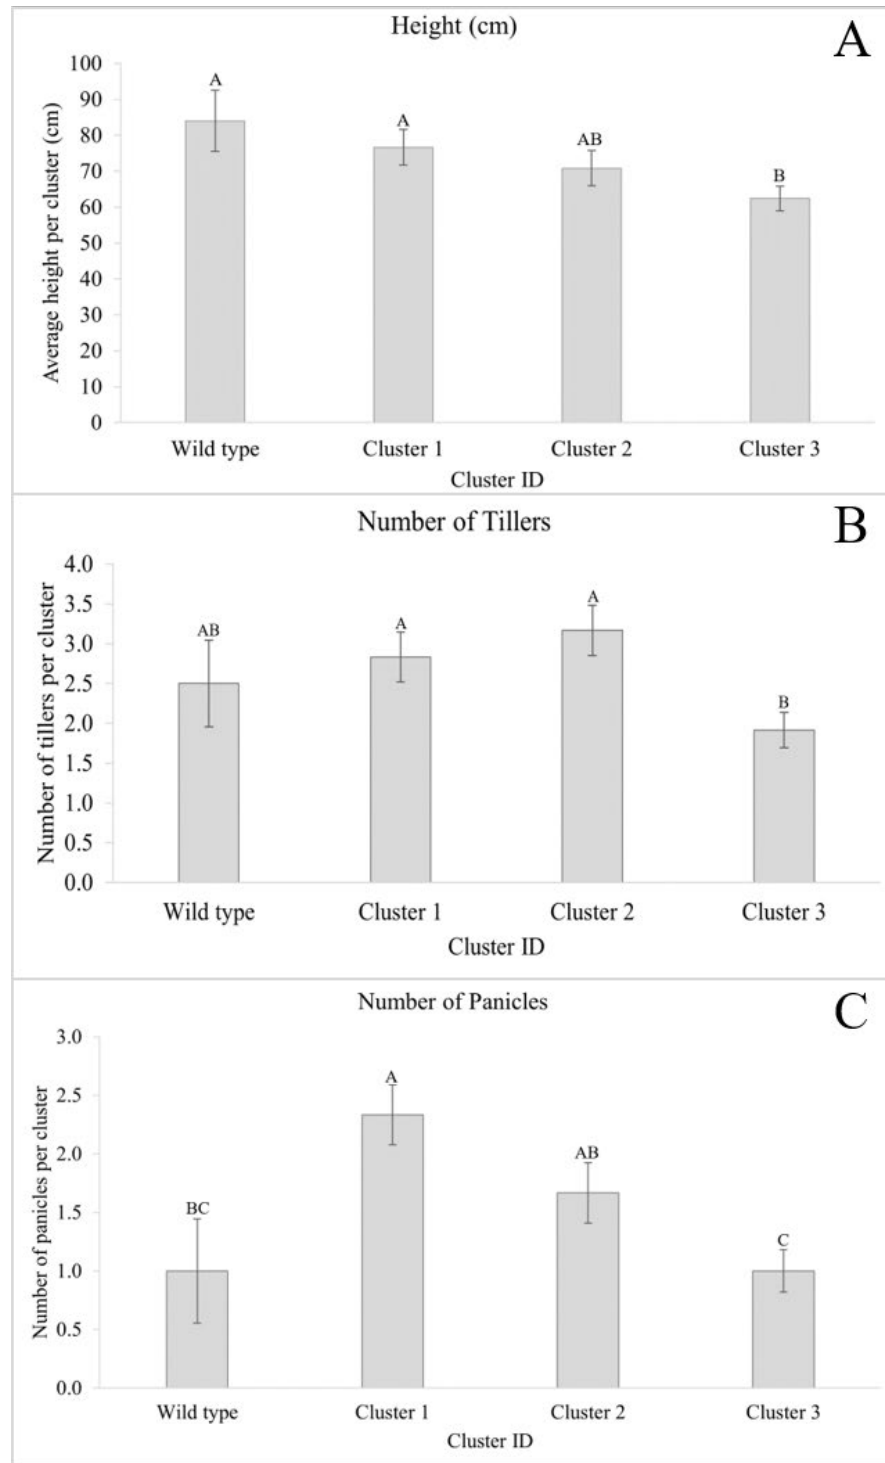 Height (cm)
A
Average height per cluster (cm)
100
90
80
70
60
50
40
30
20
10
0
A
A
AB
B
Wild type Cluster 1 Cluster 2 Cluster 3
Cluster ID
Number of Tillers
B
Number of tillers per cluster
4.0
3.5
3.0
2.5
2.0
1.5
1.0
0.5
0.0
AB
A
A
B
Wild type Cluster 1 Cluster 2 Cluster 3
Cluster ID
Number of Panicles
C
Number of panicles per cluster
3.0
2.5
2.0
1.5
1.0
0.5
0.0
BC
A
AB
C
Wild type Cluster 1 Cluster 2 Cluster 3
Cluster ID